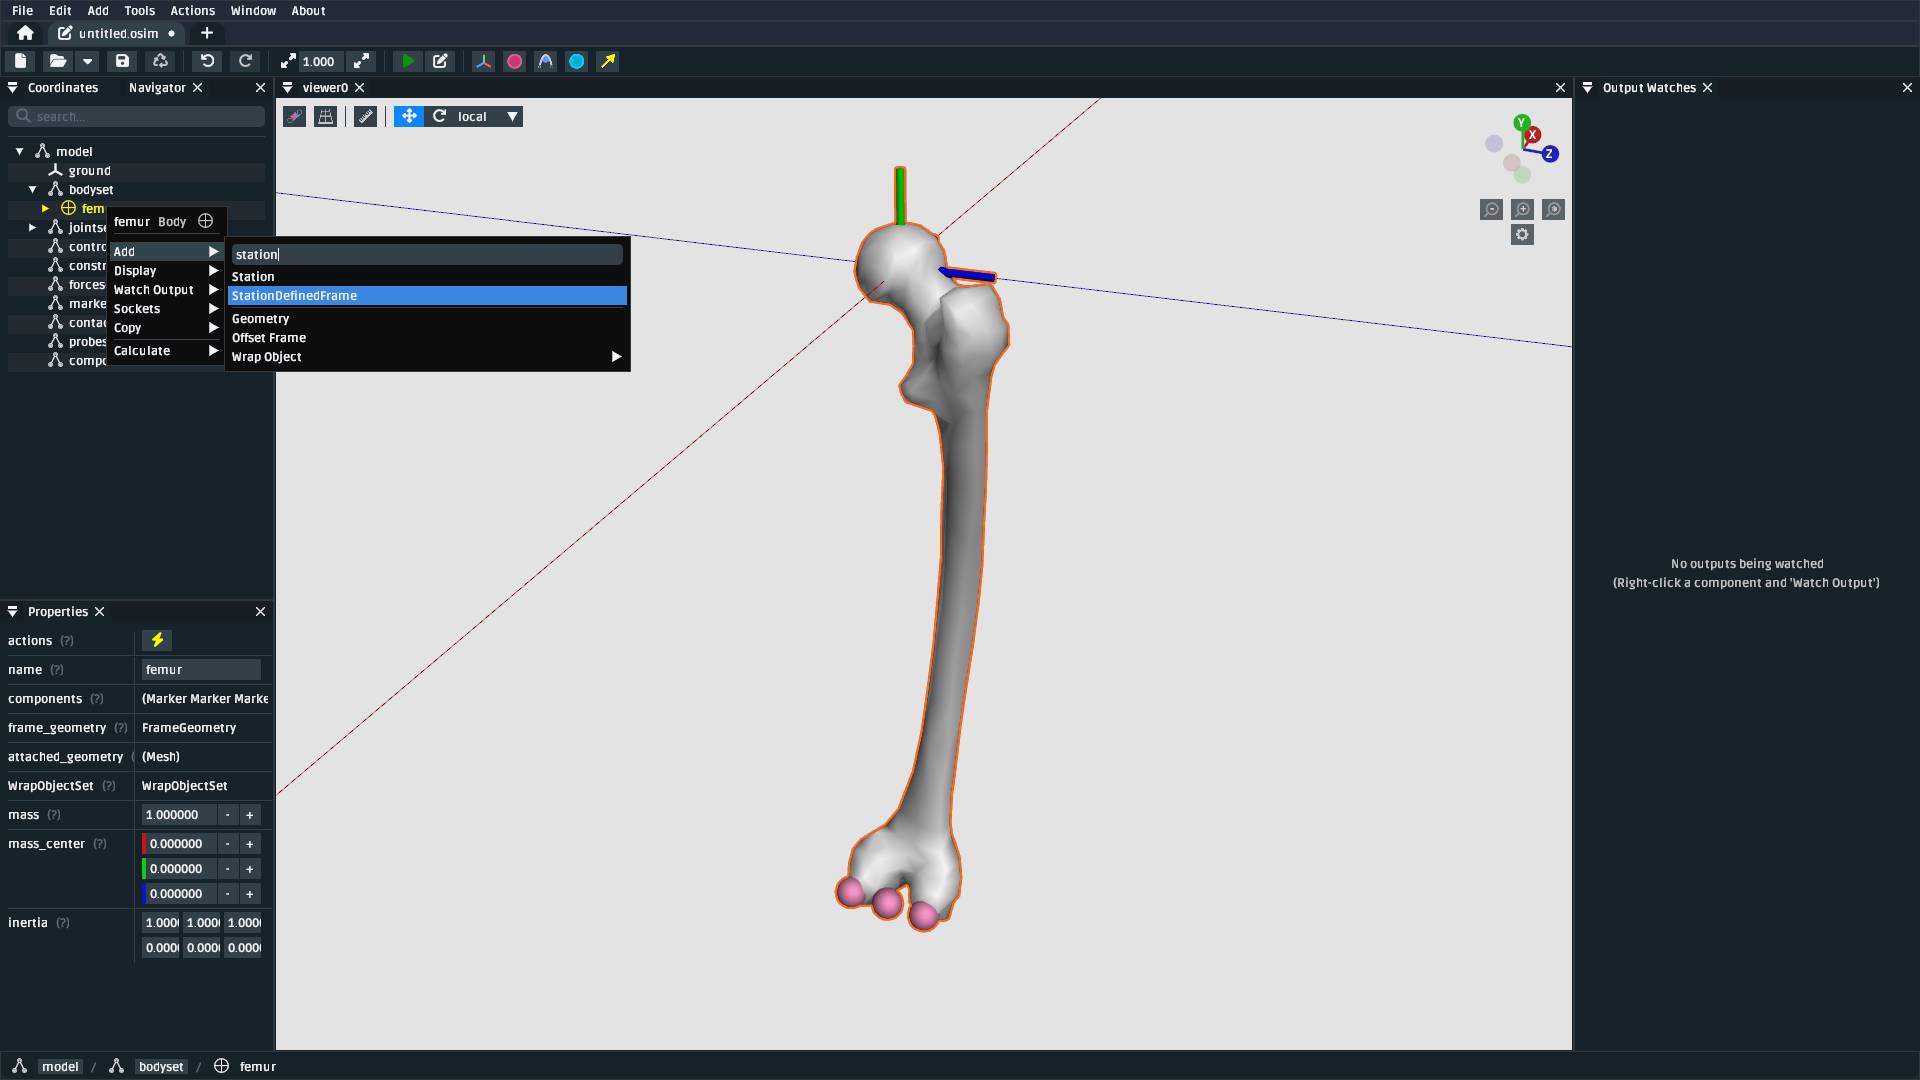 File Edit Add Tools Actions Window About
untitled.osim
1.000
Coordinates Navigator
viewer0
Output Watches
search...
local
Y
X
Z
model
ground
bodyset
fem
jointse
contro
constr
forces
marke
contac
probes
compo
femur Body
Add
Display
Watch Output
Sockets
Copy
Calculate
station
Station
StationDefinedFrame
Geometry
Offset Frame
Wrap Object
No outputs being watched
(Right-click a component and 'Watch Output')
Properties
actions (?)
name (?) femur
components (?) (Marker Marker Marke
frame_geometry (?) FrameGeometry
attached_geometry ( (Mesh)
WrapObjectSet (?) WrapObjectSet
mass (?) 1.000000 - +
mass_center (?) 0.000000 - +
0.000000 - +
0.000000 - +
inertia (?) 1.000 1.000 1.000
0.000 0.000 0.000
model / bodyset / femur